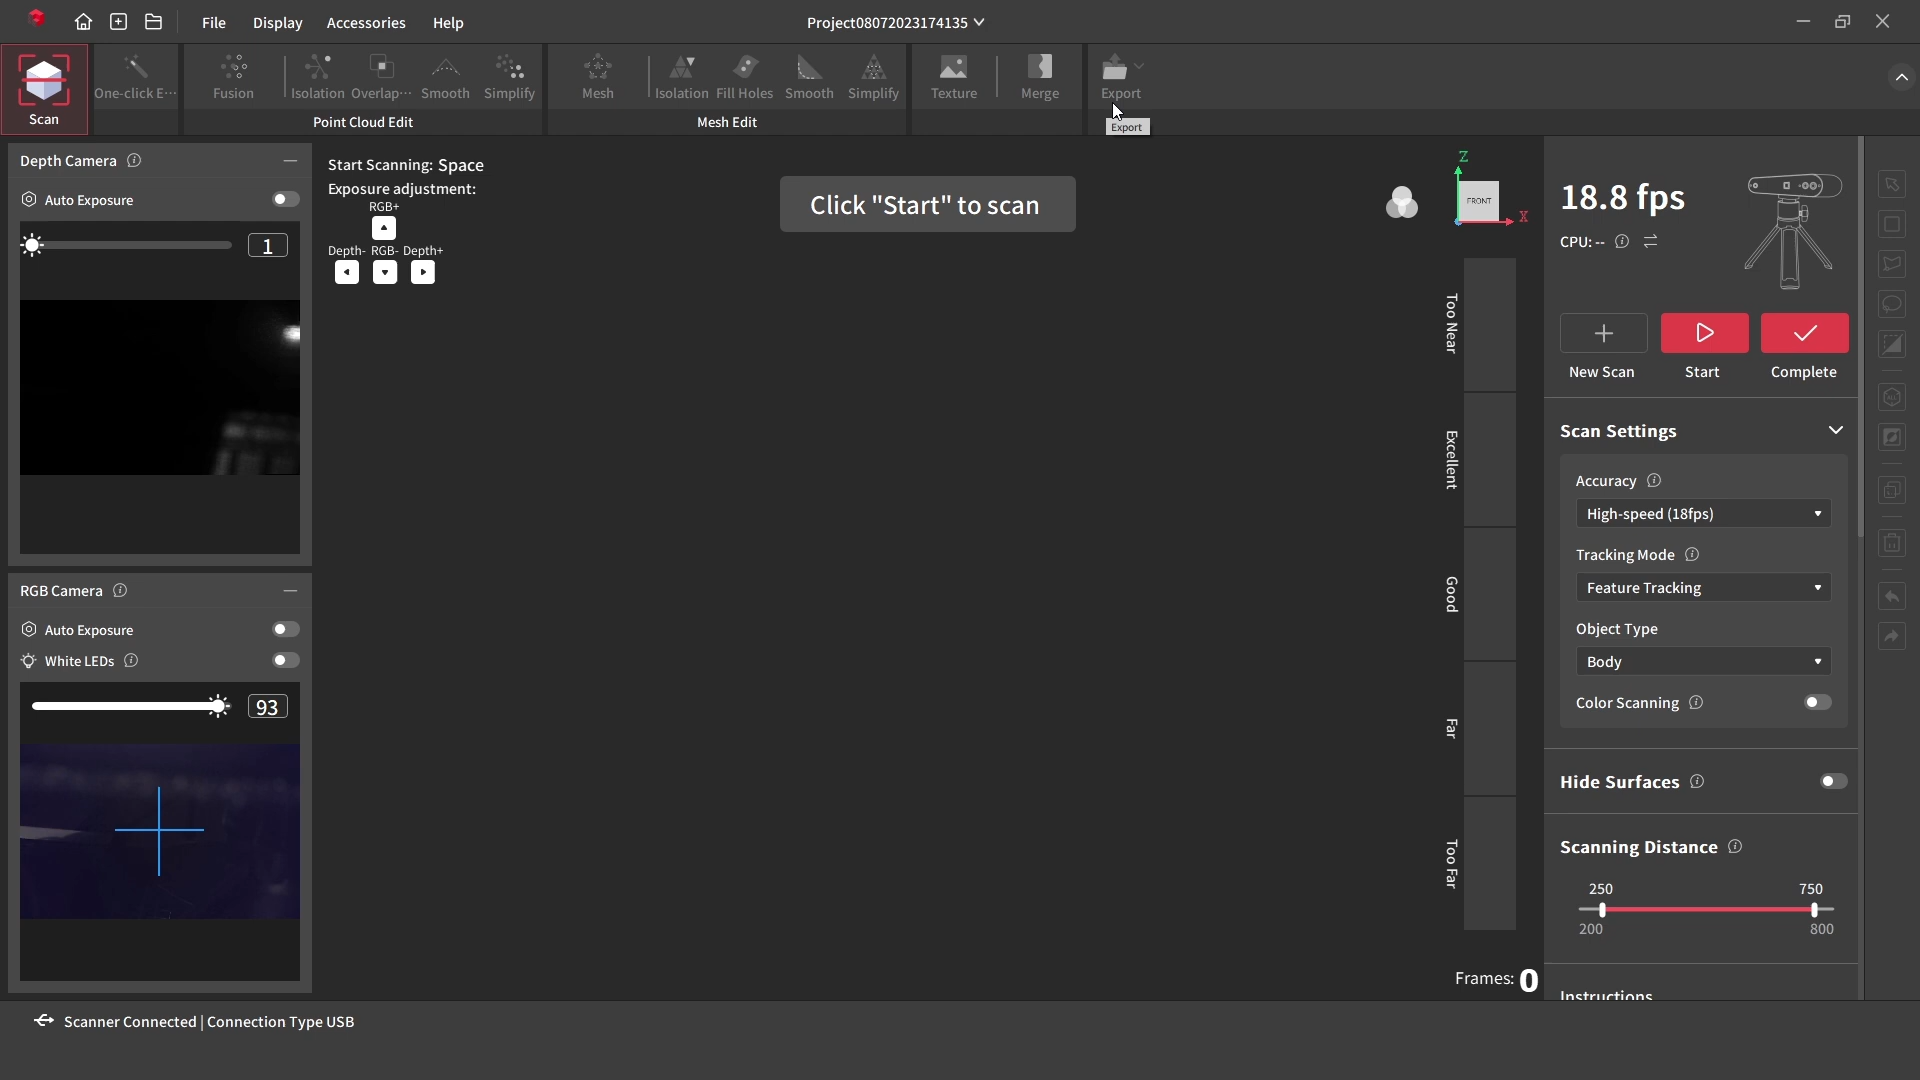 File Display Accessories Help
Project08072023174135
Scan
One-click E···
Fusion
Isolation
Overlap···
Smooth
Simplify
Point Cloud Edit
Mesh
Isolation
Fill Holes
Smooth
Simplify
Mesh Edit
Texture
Merge
Export
Export
Depth Camera
Auto Exposure
1
RGB Camera
Auto Exposure
White LEDs
93
Start Scanning: Space
Exposure adjustment:
RGB+
Depth- RGB- Depth+
Click "Start" to scan
Z
FRONT
X
Too Near
Excellent
Good
Far
Too Far
Frames: 0
18.8 fps
CPU: --
New Scan
Start
Complete
Scan Settings
Accuracy
High-speed (18fps)
Tracking Mode
Feature Tracking
Object Type
Body
Color Scanning
Hide Surfaces
Scanning Distance
250 750
200 800
Instructions
Scanner Connected | Connection Type USB